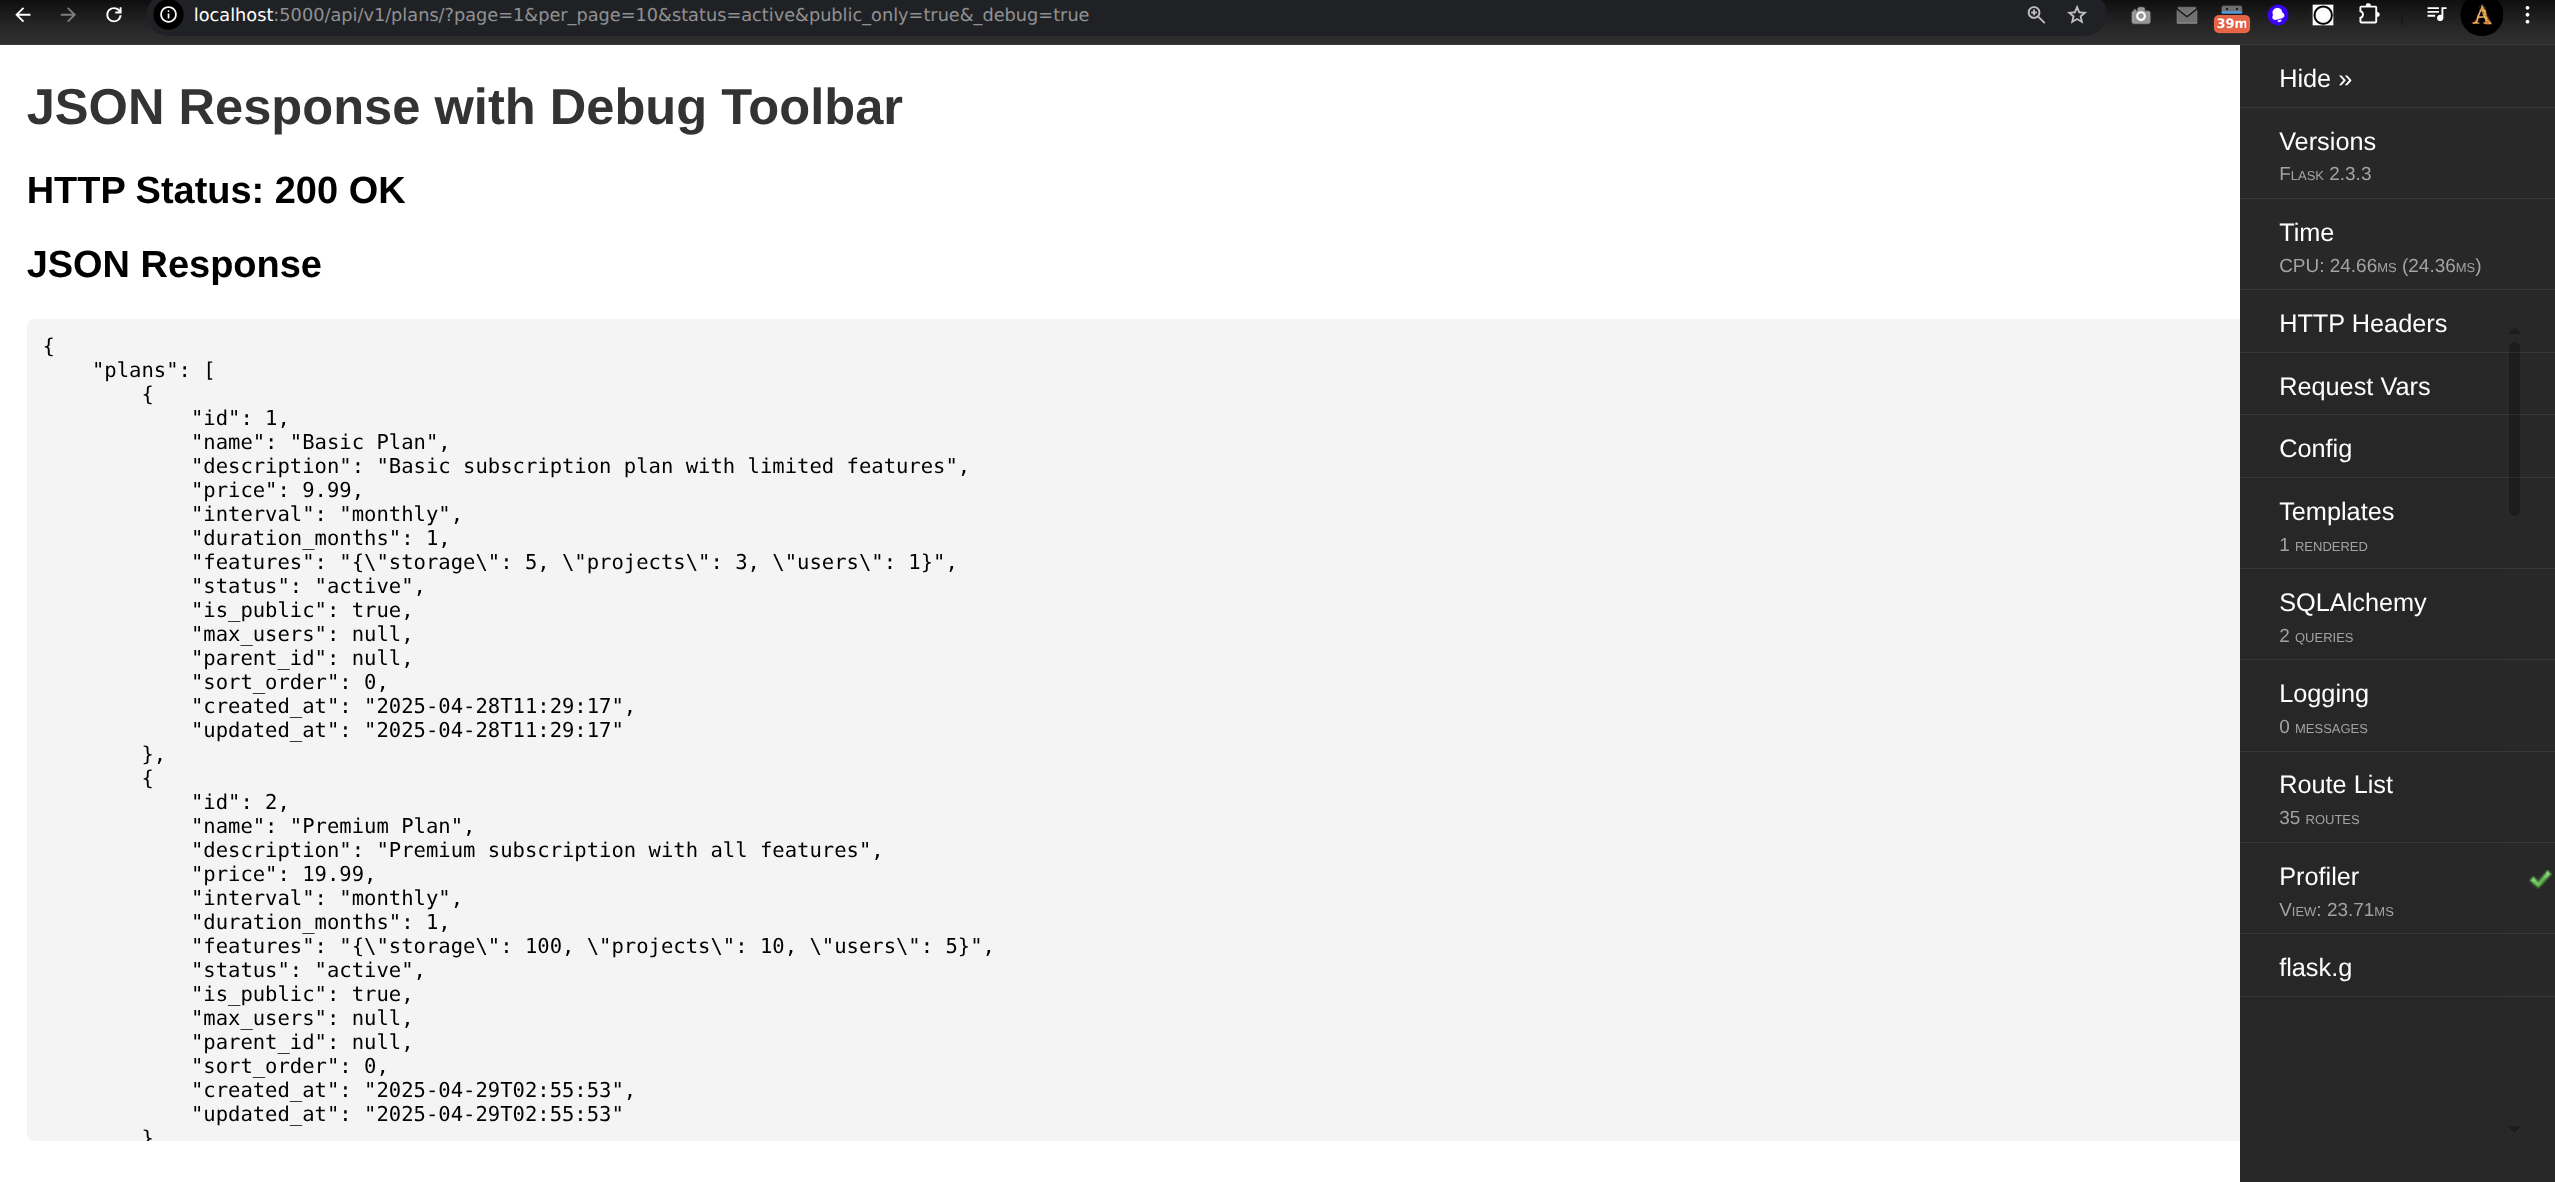 localhost:5000/api/v1/plans/?page=1&per_page=10&status=active&public_only=true&_debug=true
39m
A
JSON Response with Debug Toolbar
HTTP Status: 200 OK
JSON Response
{
    "plans": [
        {
            "id": 1,
            "name": "Basic Plan",
            "description": "Basic subscription plan with limited features",
            "price": 9.99,
            "interval": "monthly",
            "duration_months": 1,
            "features": "{\"storage\": 5, \"projects\": 3, \"users\": 1}",
            "status": "active",
            "is_public": true,
            "max_users": null,
            "parent_id": null,
            "sort_order": 0,
            "created_at": "2025-04-28T11:29:17",
            "updated_at": "2025-04-28T11:29:17"
        },
        {
            "id": 2,
            "name": "Premium Plan",
            "description": "Premium subscription with all features",
            "price": 19.99,
            "interval": "monthly",
            "duration_months": 1,
            "features": "{\"storage\": 100, \"projects\": 10, \"users\": 5}",
            "status": "active",
            "is_public": true,
            "max_users": null,
            "parent_id": null,
            "sort_order": 0,
            "created_at": "2025-04-29T02:55:53",
            "updated_at": "2025-04-29T02:55:53"
        }
Hide »
Versions
Flask 2.3.3
Time
CPU: 24.66ms (24.36ms)
HTTP Headers
Request Vars
Config
Templates
1 rendered
SQLAlchemy
2 queries
Logging
0 messages
Route List
35 routes
Profiler
View: 23.71ms
flask.g